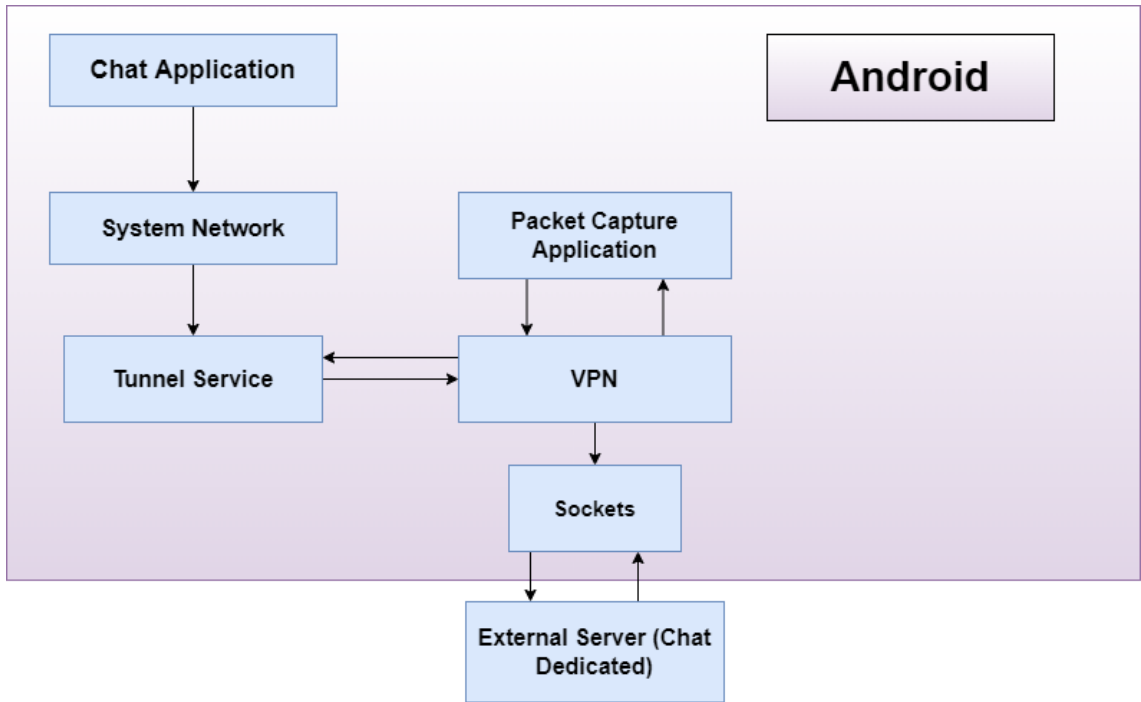 Chat Application
Android
System Network
Packet Capture
Application
Tunnel Service
VPN
Sockets
External Server (Chat
Dedicated)